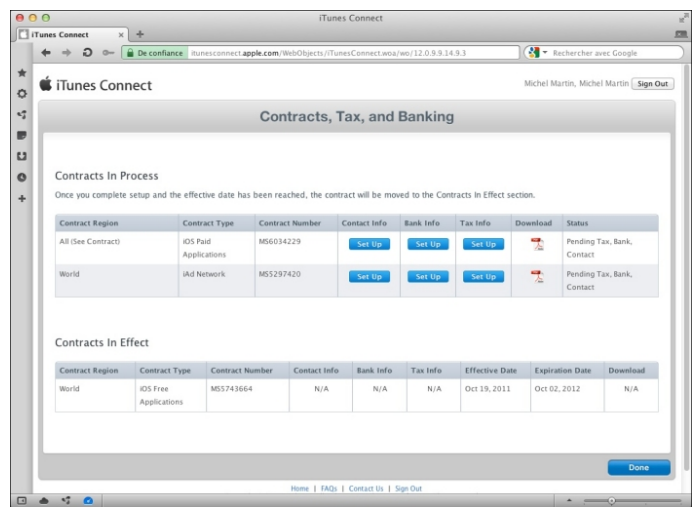 iTunes Connect
iTunes Connect × +
De confiance itunesconnect.apple.com/WebObjects/iTunesConnect.woa/wo/12.0.9.9.14.9.3 Rechercher avec Google
iTunes Connect
Michel Martin, Michel Martin Sign Out
Contracts, Tax, and Banking
Contracts In Process
Once you complete setup and the effective date has been reached, the contract will be moved to the Contracts In Effect section.
Contract Region Contract Type Contract Number Contact Info Bank Info Tax Info Download Status
All (See Contract) iOS Paid MS6034229 Set Up Set Up Set Up Pending Tax, Bank,
Applications Contact
World iAd Network MS5297420 Set Up Set Up Set Up Pending Tax, Bank,
Contact
Contracts In Effect
Contract Region Contract Type Contract Number Contact Info Bank Info Tax Info Effective Date Expiration Date Download
World iOS Free MS5743664 N/A N/A N/A Oct 19, 2011 Oct 02, 2012 N/A
Applications
Done
Home | FAQs | Contact Us | Sign Out